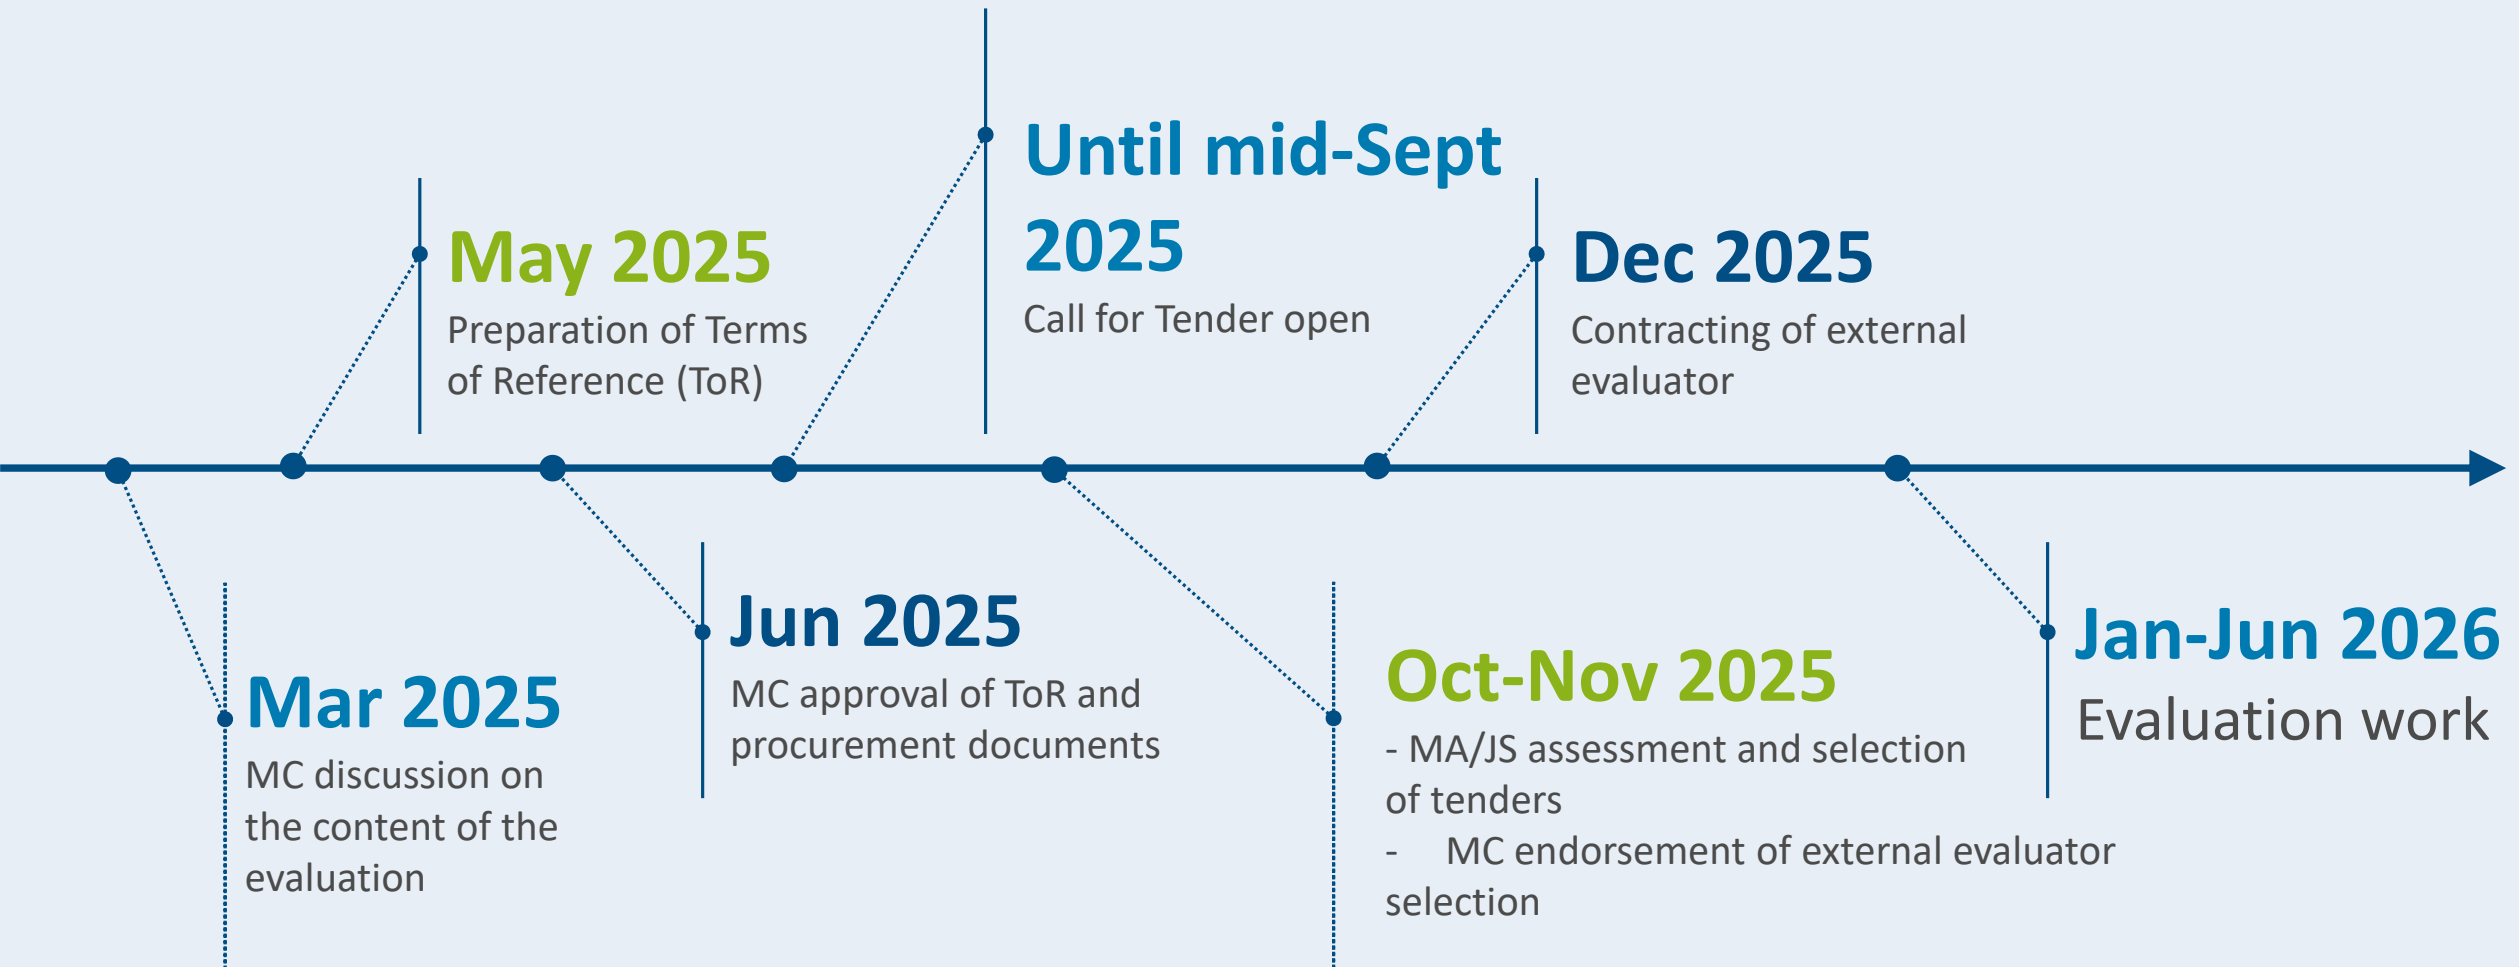 Mar 2025
MC discussion on
the content of the
evaluation
May 2025
Preparation of Terms
of Reference (ToR)
Jun 2025
MC approval of ToR and
procurement documents
Until mid-Sept
2025
Call for Tender open
Oct-Nov 2025
- MA/JS assessment and selection
of tenders
- MC endorsement of external evaluator
selection
Dec 2025
Contracting of external
evaluator
Jan-Jun 2026
Evaluation work